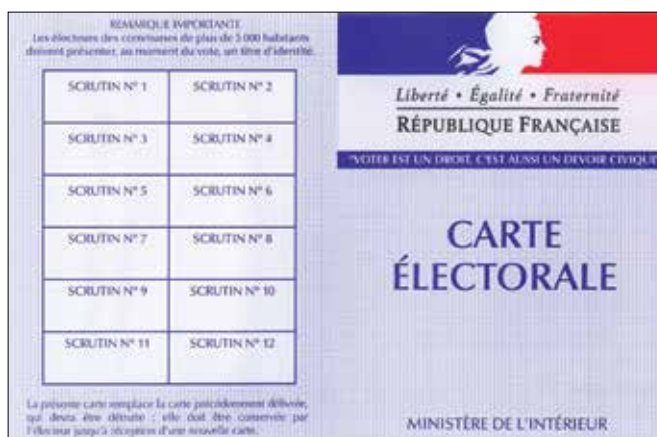 REMARQUE IMPORTANTE
Les électeurs des communes de plus de 5 000 habitants
doivent présenter, au moment du vote, un titre d'identité.
SCRUTIN N° 1 SCRUTIN N° 2
SCRUTIN N° 3 SCRUTIN N° 4
SCRUTIN N° 5 SCRUTIN N° 6
SCRUTIN N° 7 SCRUTIN N° 8
SCRUTIN N° 9 SCRUTIN N° 10
SCRUTIN N° 11 SCRUTIN N° 12
La présente carte remplace la carte précédemment délivrée,
qui devra être détruite ; elle doit être conservée par
l'électeur jusqu'à réception d'une nouvelle carte.
Liberté • Égalité • Fraternité
RÉPUBLIQUE FRANÇAISE
"VOTER EST UN DROIT, C'EST AUSSI UN DEVOIR CIVIQUE
CARTE
ÉLECTORALE
MINISTÈRE DE L'INTÉRIEUR